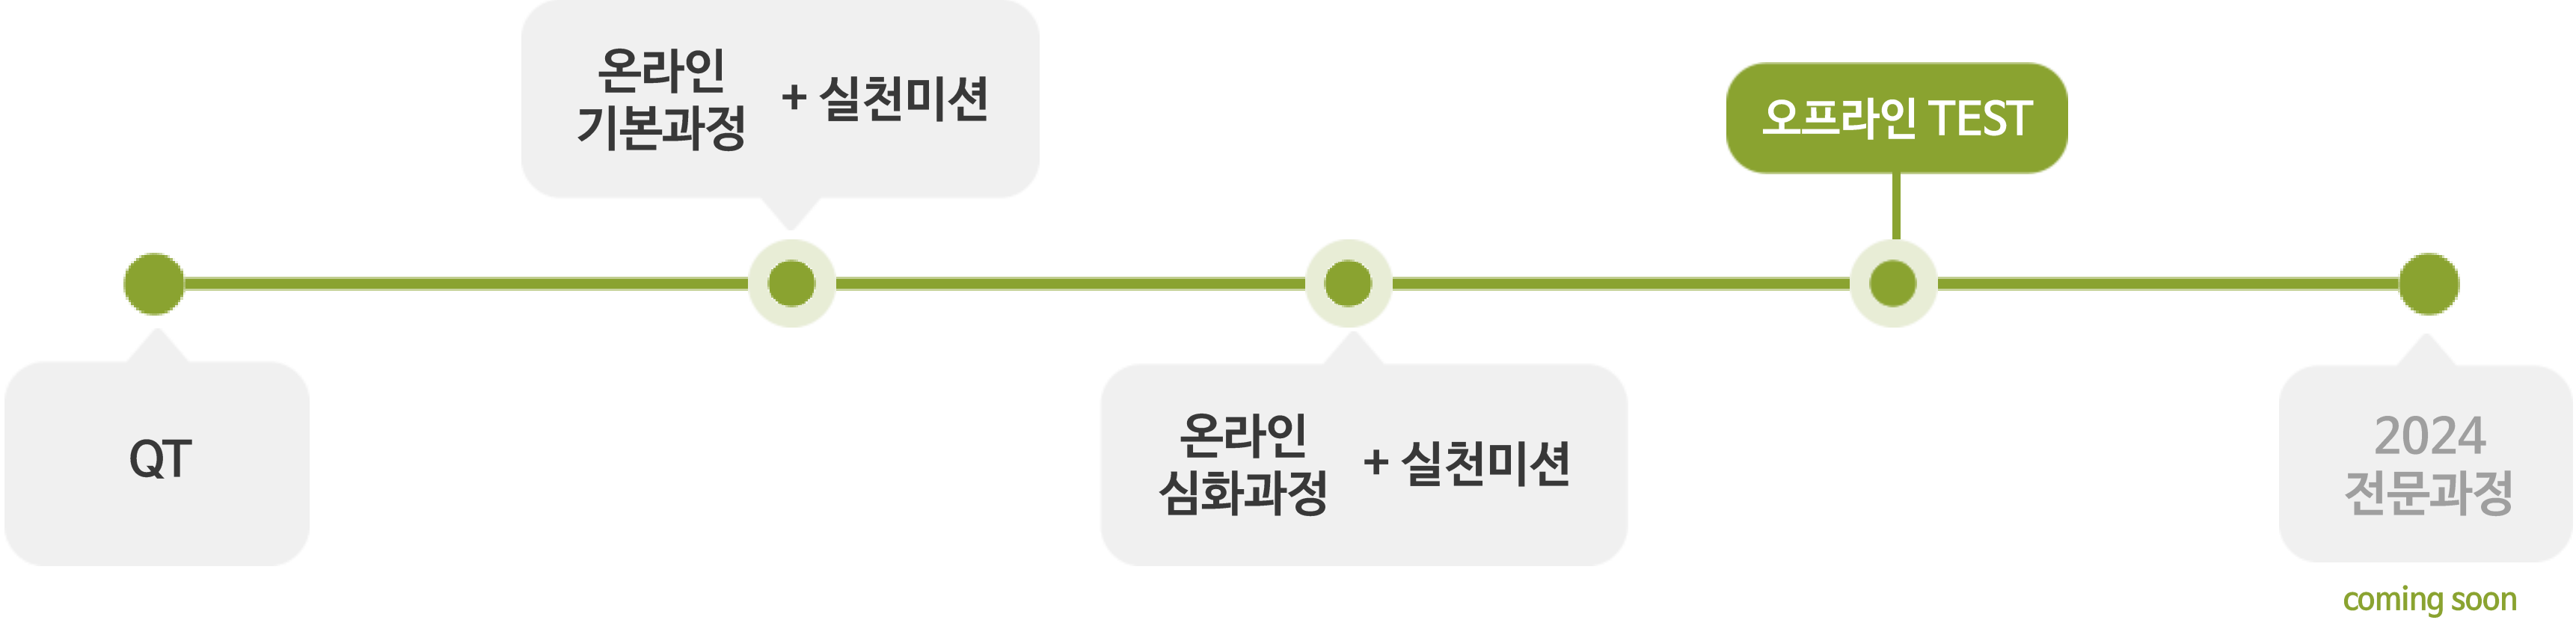 QT
온라인
기본과정
+ 실천미션
온라인
심화과정
+ 실천미션
오프라인 TEST
2024
전문과정
coming soon